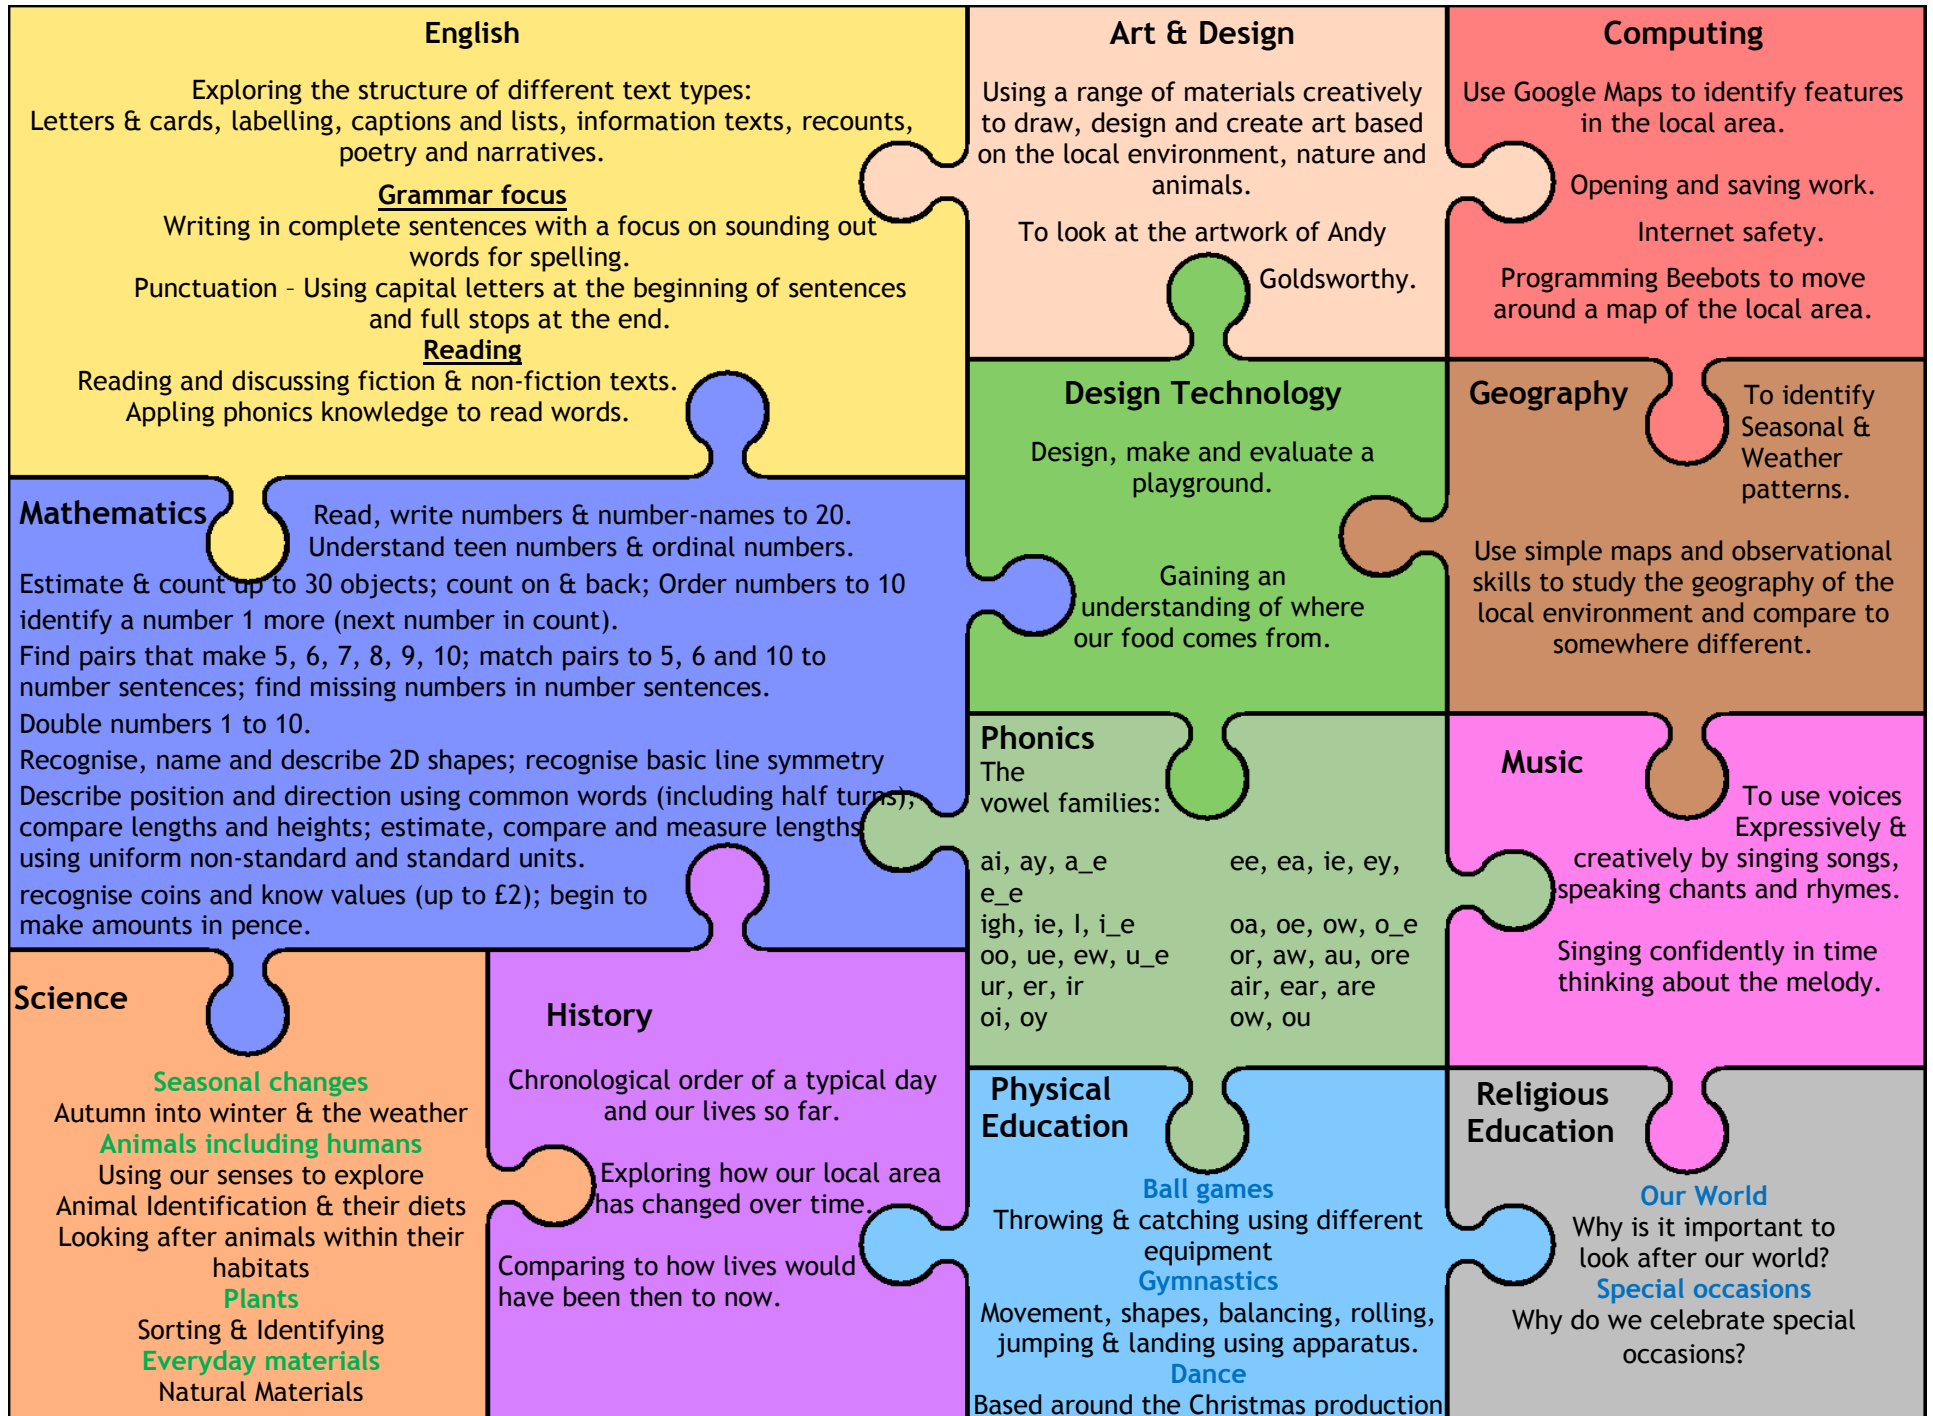 English
Exploring the structure of different text types:
Letters & cards, labelling, captions and lists, information texts, recounts,
poetry and narratives.
Grammar focus
Writing in complete sentences with a focus on sounding out
words for spelling.
Punctuation – Using capital letters at the beginning of sentences
and full stops at the end.
Reading
Reading and discussing fiction & non-fiction texts.
Appling phonics knowledge to read words.
Art & Design
Using a range of materials creatively
to draw, design and create art based
on the local environment, nature and
animals.
To look at the artwork of Andy
Goldsworthy.
Computing
Use Google Maps to identify features
in the local area.
Opening and saving work.
Internet safety.
Programming Beebots to move
around a map of the local area.
Mathematics
Read, write numbers & number-names to 20.
Understand teen numbers & ordinal numbers.
Estimate & count up to 30 objects; count on & back; Order numbers to 10
identify a number 1 more (next number in count).
Find pairs that make 5, 6, 7, 8, 9, 10; match pairs to 5, 6 and 10 to
number sentences; find missing numbers in number sentences.
Double numbers 1 to 10.
Recognise, name and describe 2D shapes; recognise basic line symmetry
Describe position and direction using common words (including half turns),
compare lengths and heights; estimate, compare and measure lengths
using uniform non-standard and standard units.
recognise coins and know values (up to £2); begin to
make amounts in pence.
Design Technology
Design, make and evaluate a
playground.
Gaining an
understanding of where
our food comes from.
Geography
To identify
Seasonal &
Weather
patterns.
Use simple maps and observational
skills to study the geography of the
local environment and compare to
somewhere different.
Phonics
The
vowel families:
ai, ay, a_e ee, ea, ie, ey,
e_e
igh, ie, I, i_e oa, oe, ow, o_e
oo, ue, ew, u_e or, aw, au, ore
ur, er, ir air, ear, are
oi, oy ow, ou
Music
To use voices
Expressively &
creatively by singing songs,
speaking chants and rhymes.
Singing confidently in time
thinking about the melody.
Science
Seasonal changes
Autumn into winter & the weather
Animals including humans
Using our senses to explore
Animal Identification & their diets
Looking after animals within their
habitats
Plants
Sorting & Identifying
Everyday materials
Natural Materials
History
Chronological order of a typical day
and our lives so far.
Exploring how our local area
has changed over time.
Comparing to how lives would
have been then to now.
Physical
Education
Ball games
Throwing & catching using different
equipment
Gymnastics
Movement, shapes, balancing, rolling,
jumping & landing using apparatus.
Dance
Based around the Christmas production
Religious
Education
Our World
Why is it important to
look after our world?
Special occasions
Why do we celebrate special
occasions?